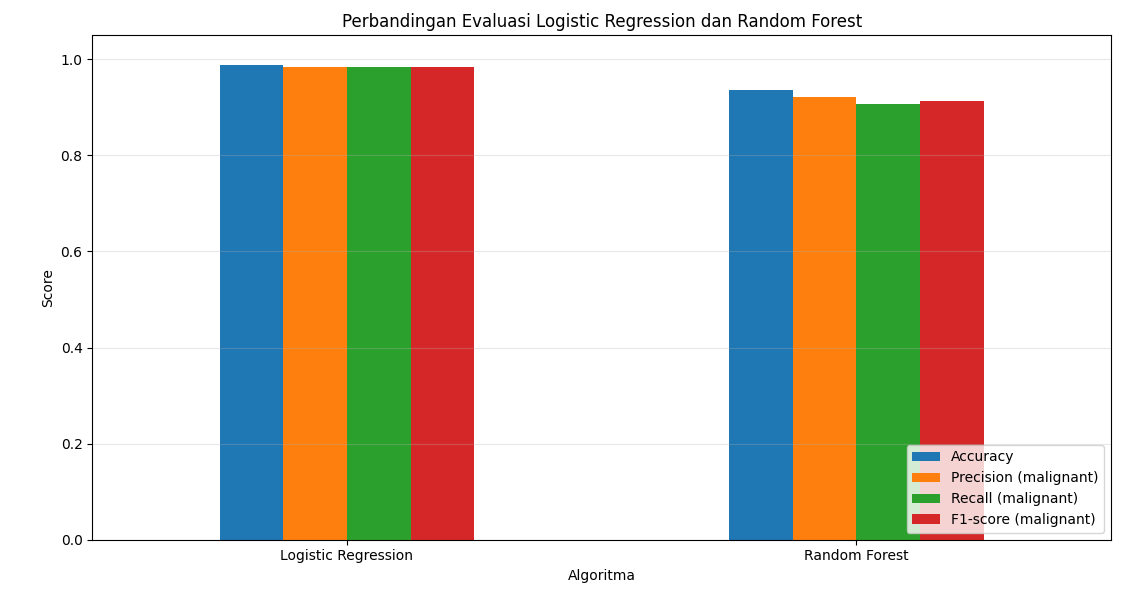 Perbandingan Evaluasi Logistic Regression dan Random Forest
1.0
0.8
0.6
0.4
0.2
0.0
Score
Logistic Regression
Random Forest
Algoritma
Accuracy
Precision (malignant)
Recall (malignant)
F1-score (malignant)